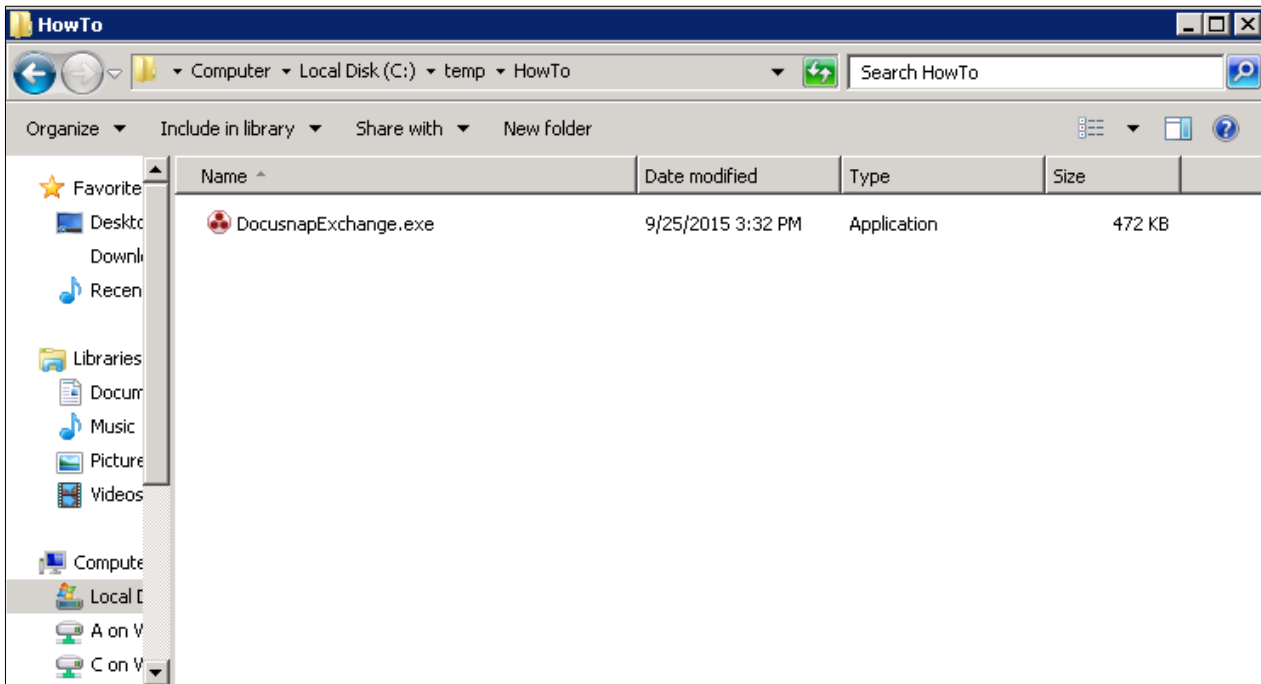 HowTo
Computer Local Disk (C:) temp HowTo Search HowTo
Organize Include in library Share with New folder
Name Date modified Type Size
DocusnapExchange.exe 9/25/2015 3:32 PM Application 472 KB
Favorite
Deskto
Downl
Recen
Libraries
Docum
Music
Picture
Videos
Compute
Local D
A on V
C on V